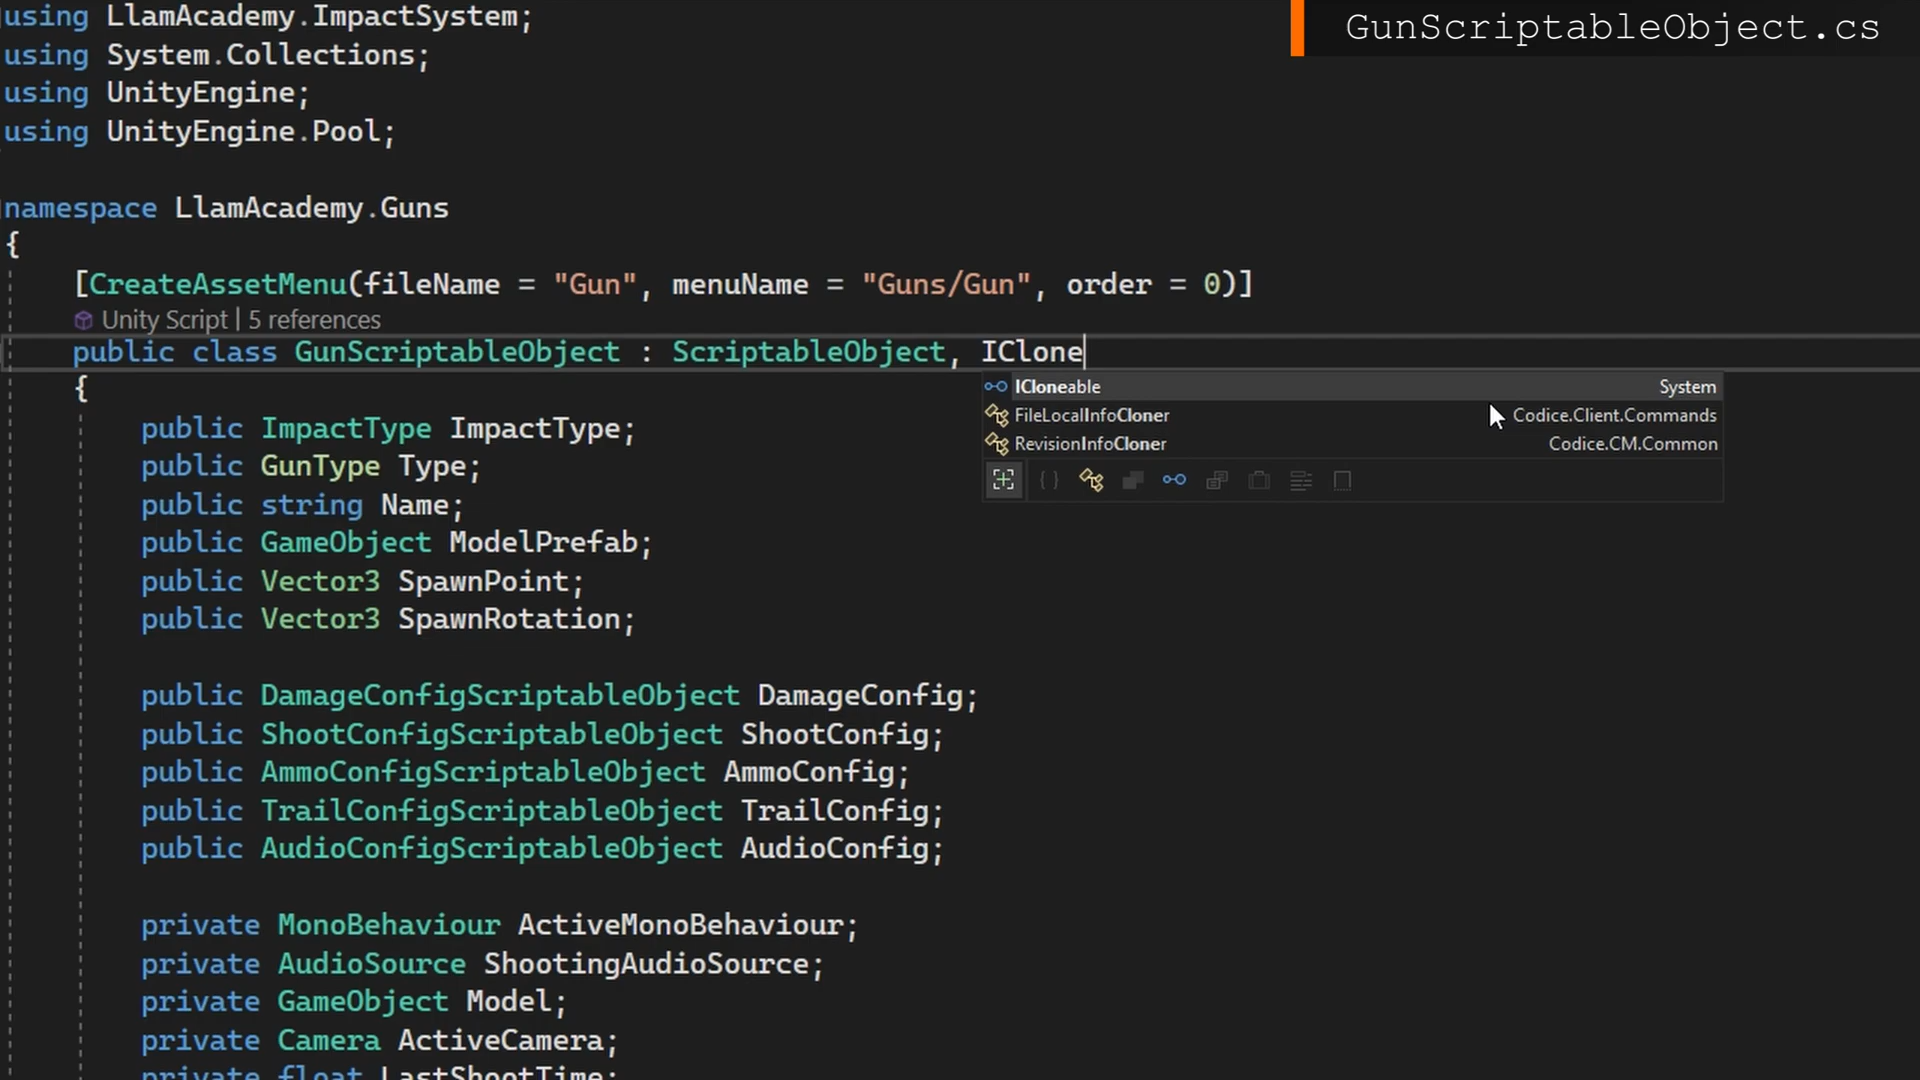 using LlamAcademy.ImpactSystem;
GunScriptableObject.cs
using System.Collections;
using UnityEngine;
using UnityEngine.Pool;
namespace LlamAcademy.Guns
{
[CreateAssetMenu(fileName = "Gun", menuName = "Guns/Gun", order = 0)]
Unity Script | 5 references
public class GunScriptableObject : ScriptableObject, IClone
{
ICloneable System
FileLocalInfoCloner Codice.Client.Commands
RevisionInfoCloner Codice.CM.Common
public ImpactType ImpactType;
public GunType Type;
public string Name;
public GameObject ModelPrefab;
public Vector3 SpawnPoint;
public Vector3 SpawnRotation;
public DamageConfigScriptableObject DamageConfig;
public ShootConfigScriptableObject ShootConfig;
public AmmoConfigScriptableObject AmmoConfig;
public TrailConfigScriptableObject TrailConfig;
public AudioConfigScriptableObject AudioConfig;
private MonoBehaviour ActiveMonoBehaviour;
private AudioSource ShootingAudioSource;
private GameObject Model;
private Camera ActiveCamera;
private float LastShootTime;